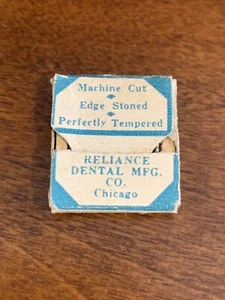 Machine Cut
Edge Stoned
Perfectly Tempered
RELIANCE
DENTAL MFG.
CO.
Chicago